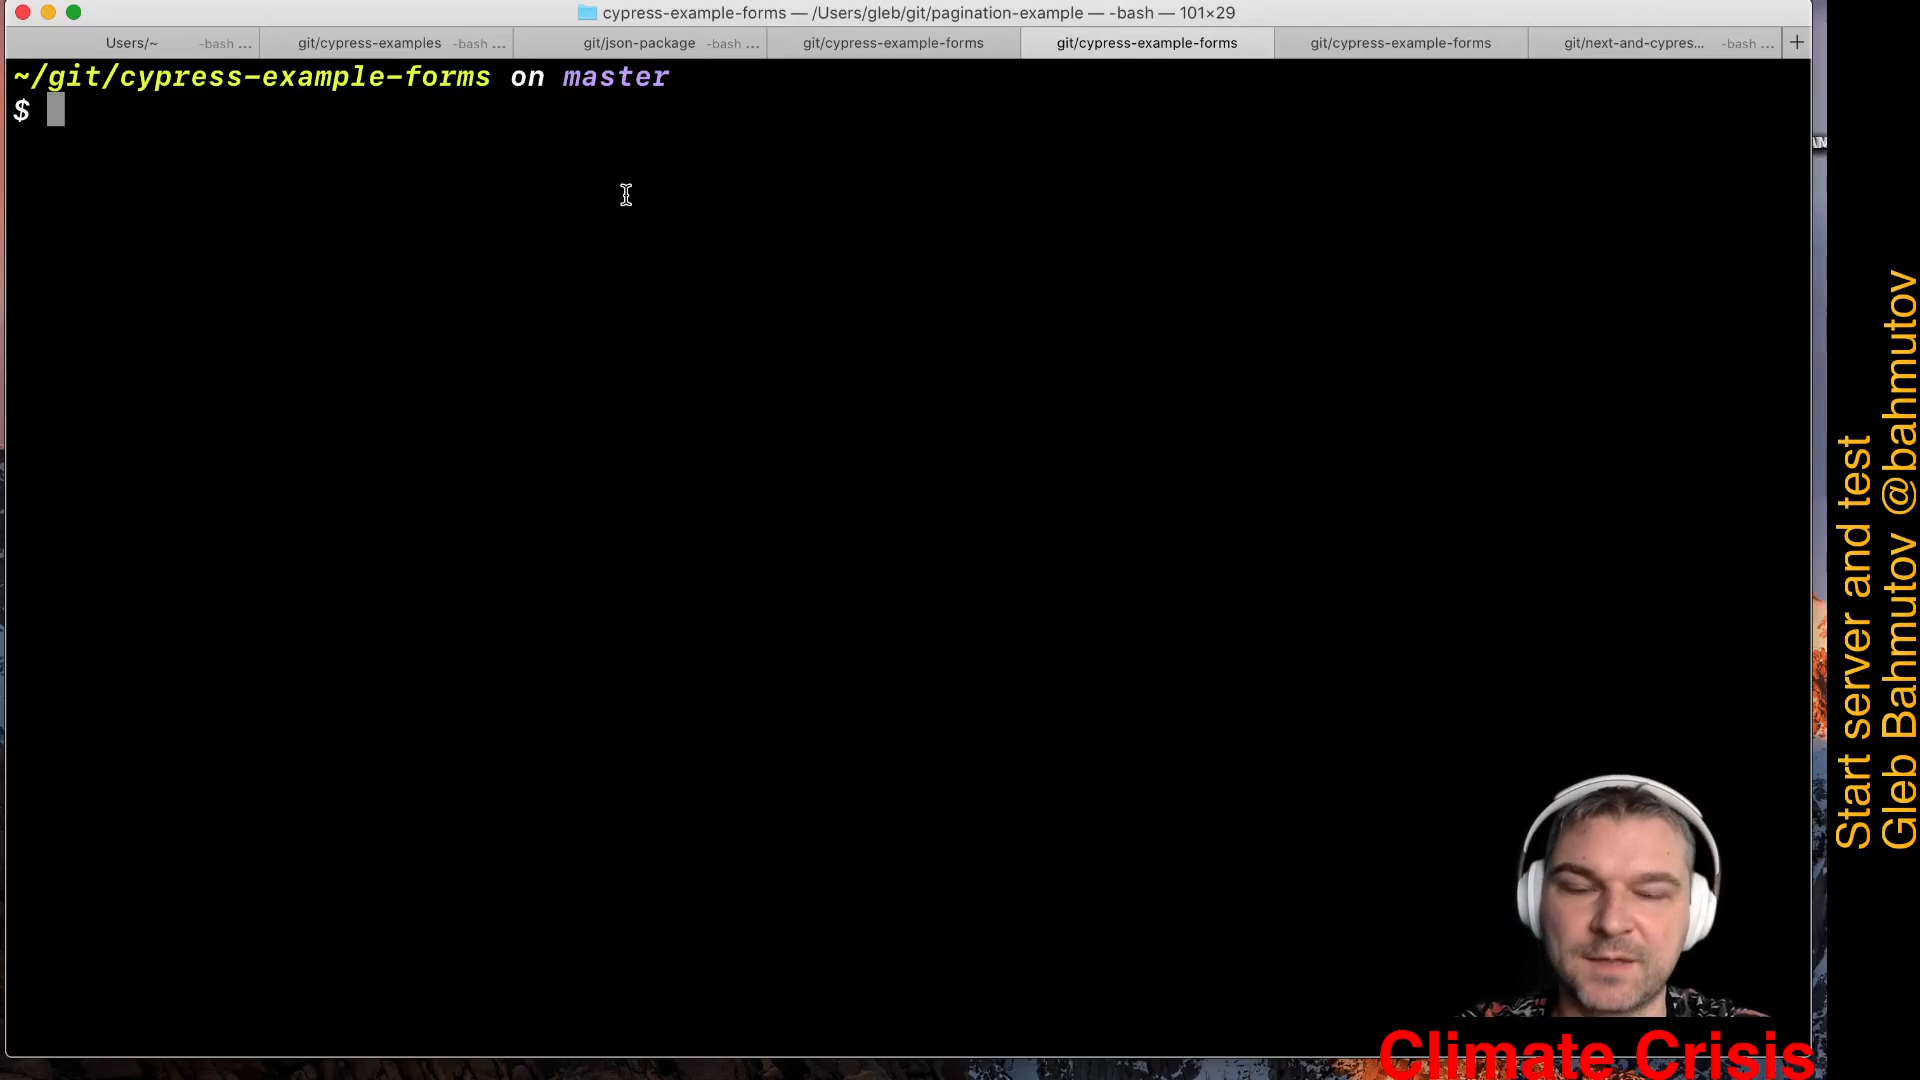 cypress-example-forms — /Users/gleb/git/pagination-example — -bash — 101×29
Users/~ -bash ...
git/cypress-examples -bash ...
git/json-package -bash ...
git/cypress-example-forms
git/cypress-example-forms
git/cypress-example-forms
git/next-and-cypres... -bash ...
+
~/git/cypress-example-forms on master
$
Start server and test
Gleb Bahmutov @bahmutov
Climate Crisis